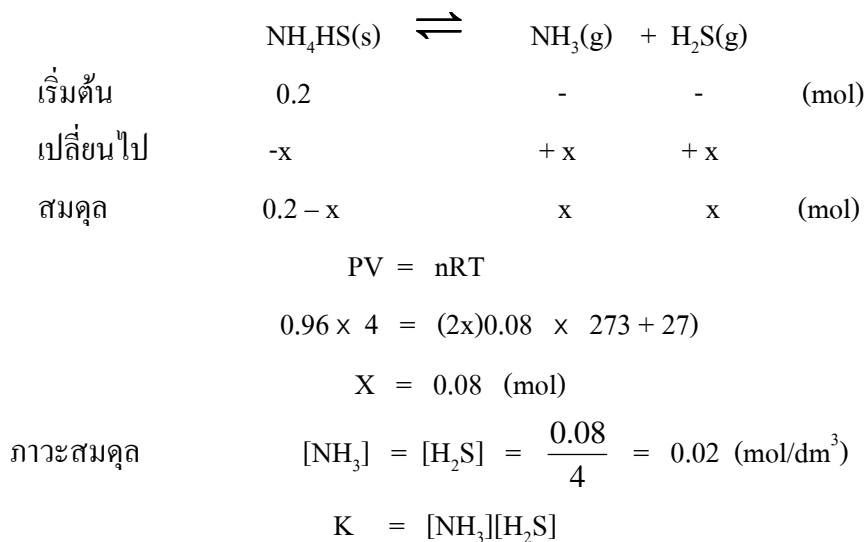 NH₄HS(s) ⇌ NH₃(g) + H₂S(g)
เริ่มต้น 0.2 - - (mol)
เปลี่ยนไป -x + x + x
สมดุล 0.2 – x x x (mol)
PV = nRT
0.96 × 4 = (2x)0.08 × 273 + 27)
X = 0.08 (mol)
ภาวะสมดุล [NH₃] = [H₂S] = 0.08/4 = 0.02 (mol/dm³)
K = [NH₃][H₂S]